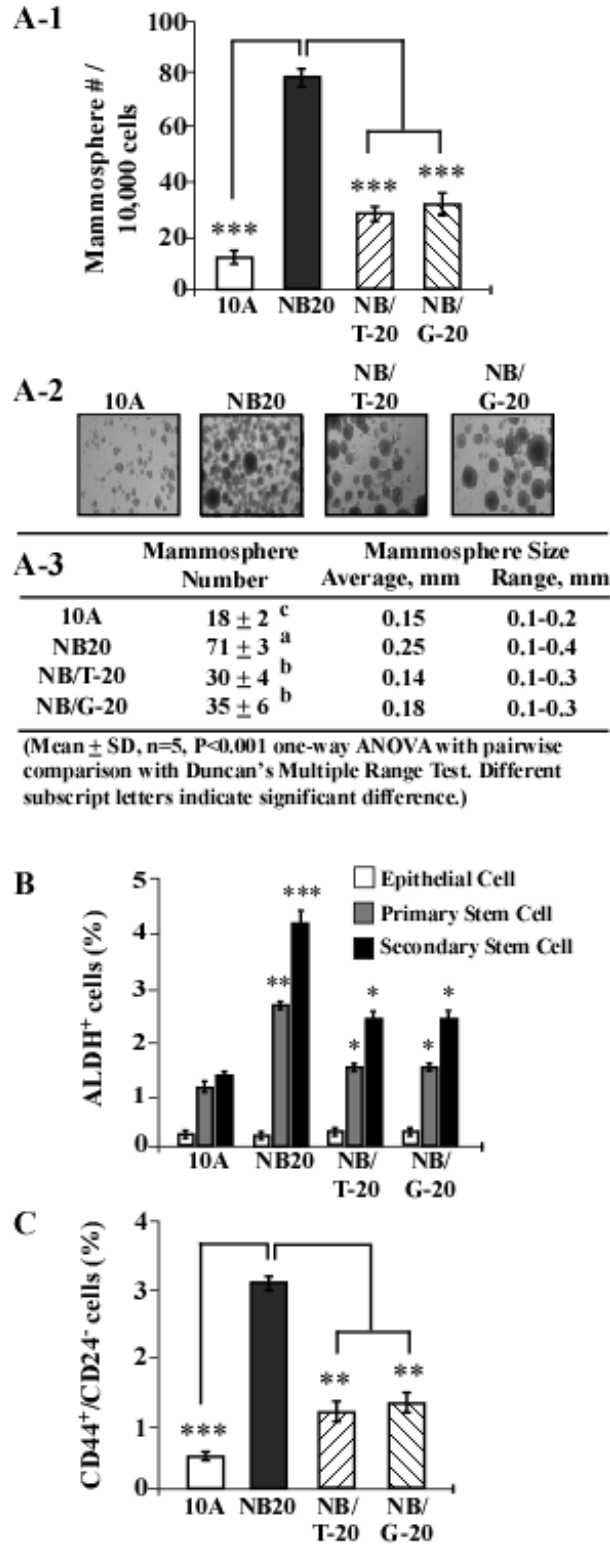 A-1
Mammosphere # /
10,000 cells
100
80
60
40
20
0
***
***
***
10A
NB20
NB/
T-20
NB/
G-20
A-2
10A
NB20
NB/
T-20
NB/
G-20
A-3
Mammosphere Number
Mammosphere Size
Average, mm
Range, mm
10A 18 ± 2 c 0.15 0.1-0.2
NB20 71 ± 3 a 0.25 0.1-0.4
NB/T-20 30 ± 4 b 0.14 0.1-0.3
NB/G-20 35 ± 6 b 0.18 0.1-0.3
(Mean ± SD, n=5, P<0.001 one-way ANOVA with pairwise
comparison with Duncan's Multiple Range Test. Different
subscript letters indicate significant difference.)
B
ALDH+ cells (%)
5
4
3
2
1
0
Epithelial Cell
Primary Stem Cell
Secondary Stem Cell
**
***
*
*
*
*
10A
NB20
NB/
T-20
NB/
G-20
C
CD44+/CD24- cells (%)
4
3
1
0
***
**
**
10A
NB20
NB/
T-20
NB/
G-20